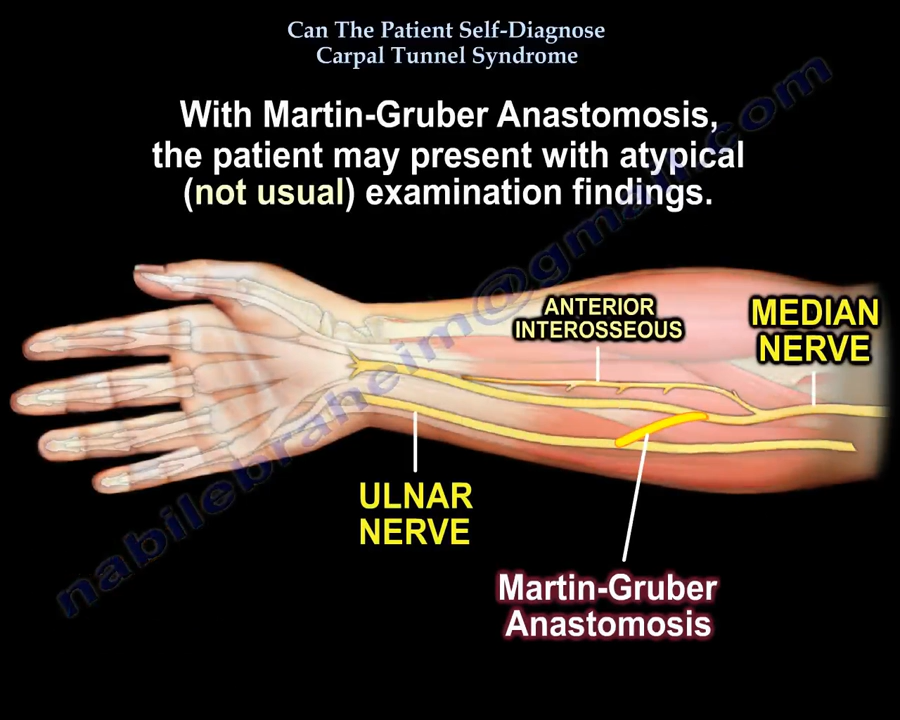 Can The Patient Self-Diagnose
Carpal Tunnel Syndrome
With Martin-Gruber Anastomosis,
the patient may present with atypical
(not usual) examination findings.
ANTERIOR
INTEROSSEOUS
MEDIAN
NERVE
ULNAR
NERVE
Martin-Gruber
Anastomosis
nabilebraheim@gmail.com